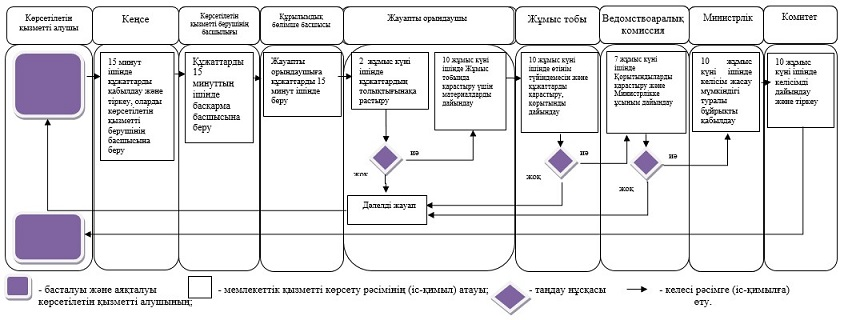 Көрсетілетін
қызметті алушы
Кеңсе
Көрсетілетін
қызметті берушінің
басшылығы
Құрылымдық
бөлімше басшысы
Жауапты орындаушы
Жұмыс тобы
Ведомствоаралық
комиссия
Министрлік
Комитет
15 минут
ішінде
құжаттарды
қабылдау және
тіркеу, оларды
көрсетілетін
қызметті
берушінің
басшысына
беру
Құжаттарды
15
минуттың
ішінде
басқарма
басшысына
беру
Жауапты
орындаушыға
құжаттарды 15
минут ішінде
беру
2 жұмыс күні
ішінде
құжаттардың
толықтығын
растыру
10 жұмыс күні
ішінде Жұмыс
тобында
қарастыру үшін
материалдарды
дайындау
10 жұмыс күні
ішінде өтінім
түйіндемесін және
құжаттарды
қарастыру,
қорытынды
дайындау
7 жұмыс күні
ішінде
Қорытындыларды
қарастыру және
Министрлікке
ұсыным дайындау
10 жұмыс
күні ішінде
келісім жасау
мүмкіндігі
туралы
бұйрықты
қабылдау
10 жұмыс
күні ішінде
келісімді
дайындау
және тіркеу
иә
жоқ
иә
жоқ
иә
жоқ
Дәлелді жауап
- басталуы және аяқталуы
көрсетілетін қызметті алушының;
- мемлекеттік қызметті көрсету рәсімінің (іс-қимыл) атауы;
- таңдау нұсқасы
- келесі рәсімге (іс-қимылға)
өту.